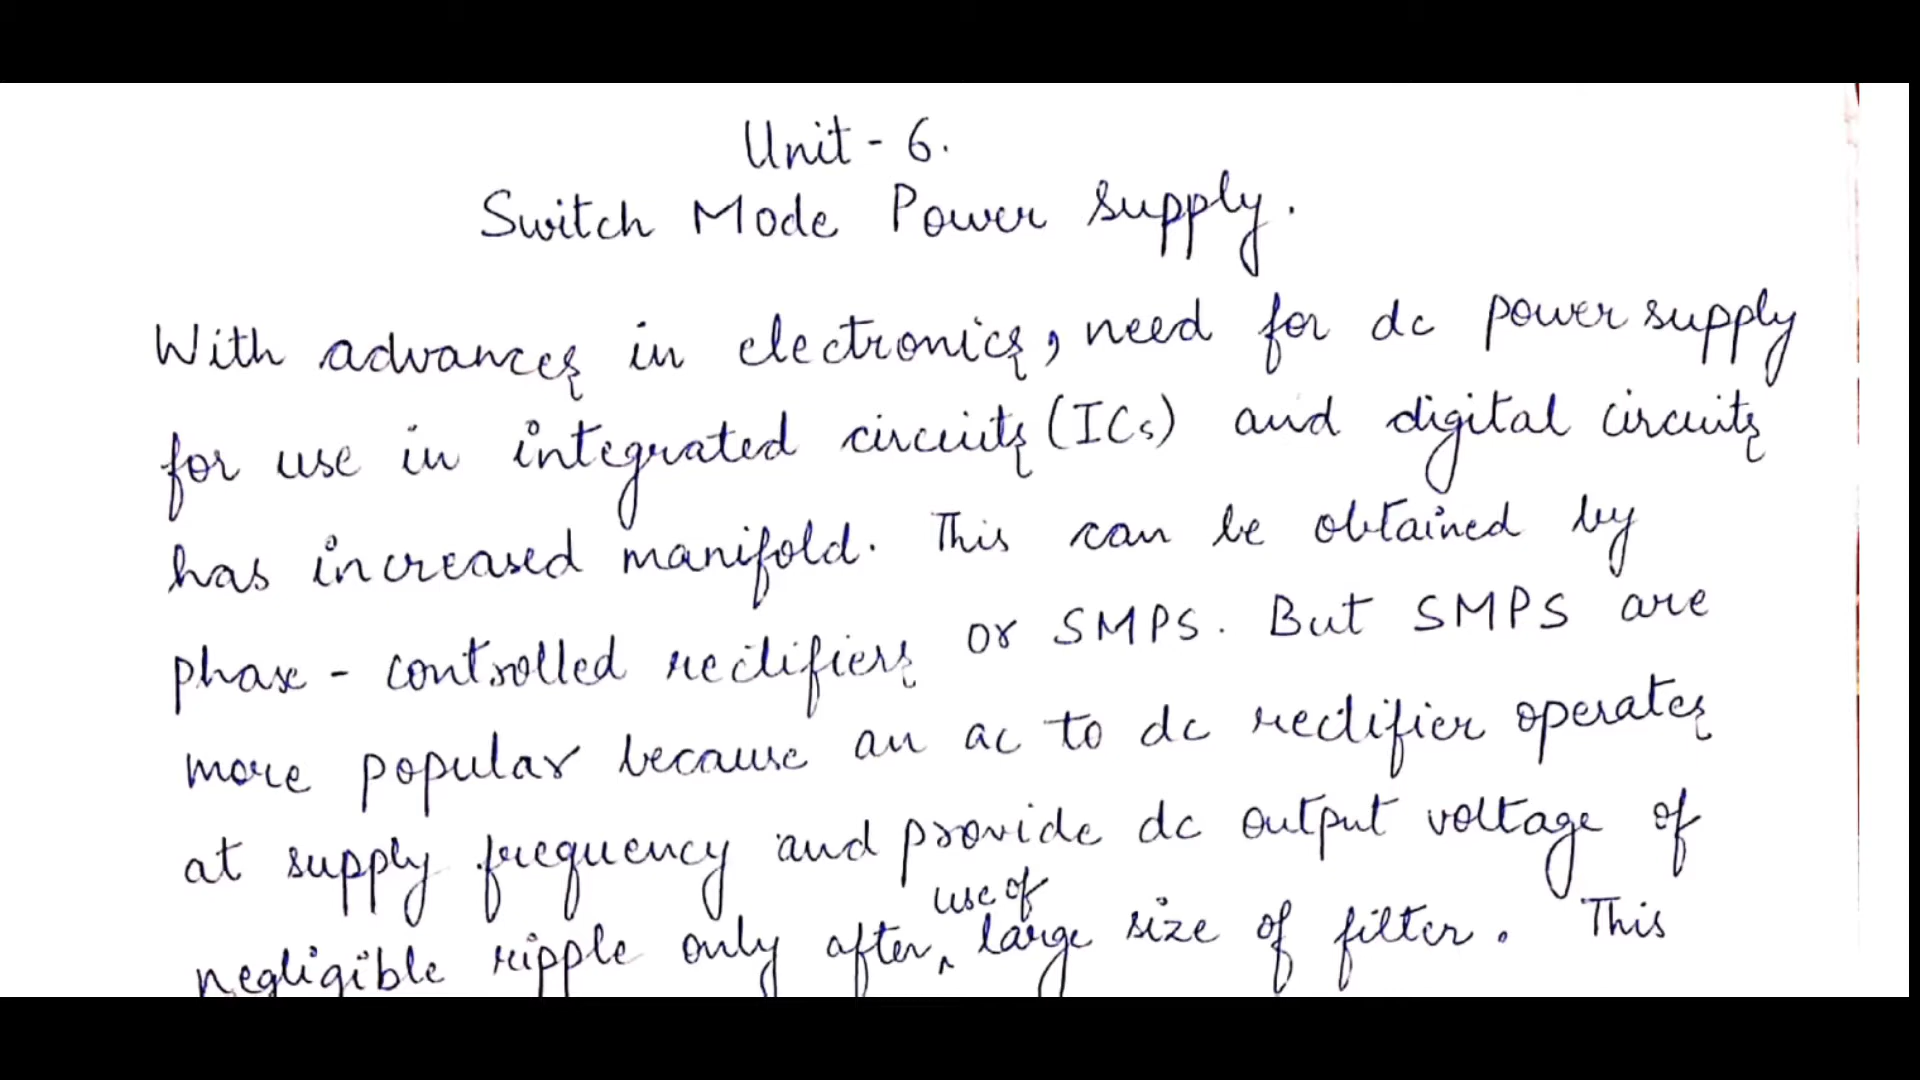 Unit - 6.
Switch Mode Power Supply.
With advances in electronics, need for dc power supply
for use in integrated circuits (ICs) and digital circuits
has increased manifold. This can be obtained by
phase - controlled rectifiers or SMPS. But SMPS are
more popular because an ac to dc rectifier operates
at supply frequency and provide dc output voltage of
use of
negligible ripple only after ^ large size of filter. This